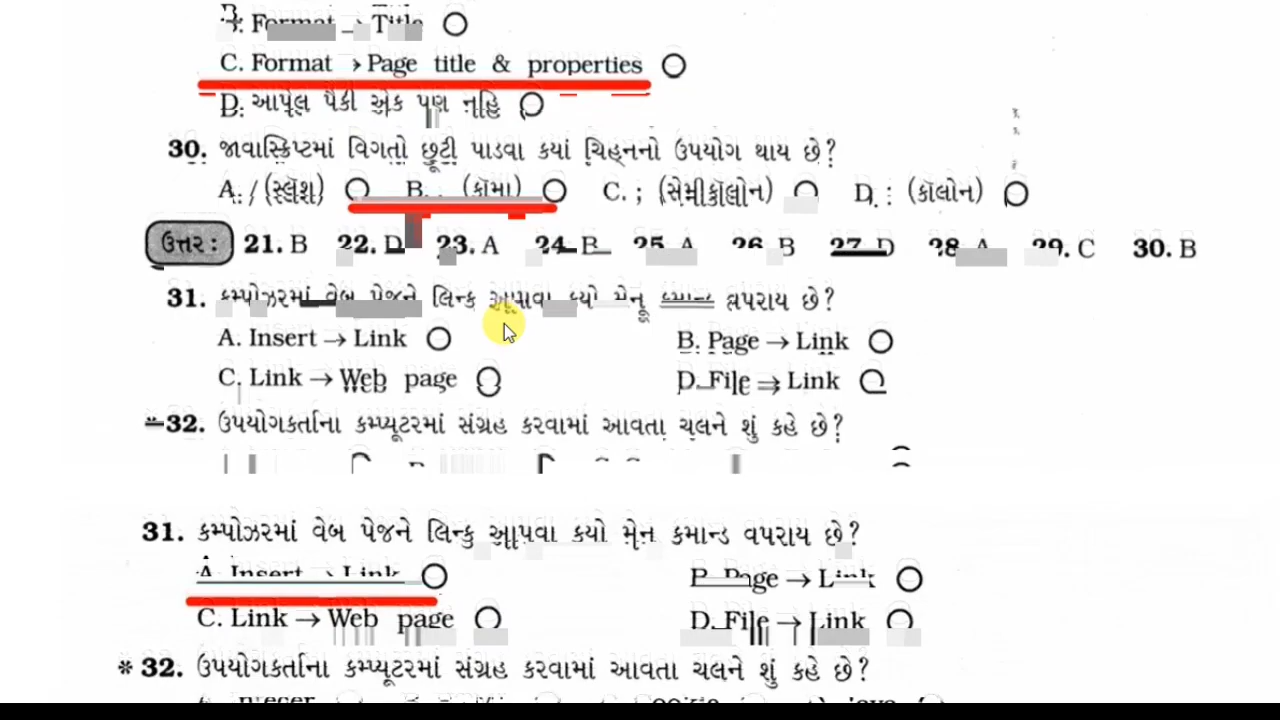 B. Format → Title
C. Format → Page title & properties
D. આપેલ પૈકી એક પણ નહિ
30. જાવાસ્ક્રિપ્ટમાં વિગતો છૂટી પાડવા કયાં ચિહ્નનો ઉપયોગ થાય છે?
A. / (સ્લૅશ) B. , (કૉમા) C. ; (સેમીકૉલોન) D. : (કૉલોન)
ઉત્તર : 21. B 22. D 23. A 24. B 25. A 26. B 27. D 28. A 29. C 30. B
31. કમ્પોઝરમાં વેબ પેજને લિન્ક આપવા કયો મેનૂ કમાન્ડ વપરાય છે?
A. Insert → Link B. Page → Link
C. Link → Web page D. File → Link
32. ઉપયોગકર્તાના કમ્પ્યૂટરમાં સંગ્રહ કરવામાં આવતા ચલને શું કહે છે?
31. કમ્પોઝરમાં વેબ પેજને લિન્ક આપવા કયો મેનૂ કમાન્ડ વપરાય છે?
A. Insert → Link B. Page → Link
C. Link → Web page D. File → Link
* 32. ઉપયોગકર્તાના કમ્પ્યૂટરમાં સંગ્રહ કરવામાં આવતા ચલને શું કહે છે?